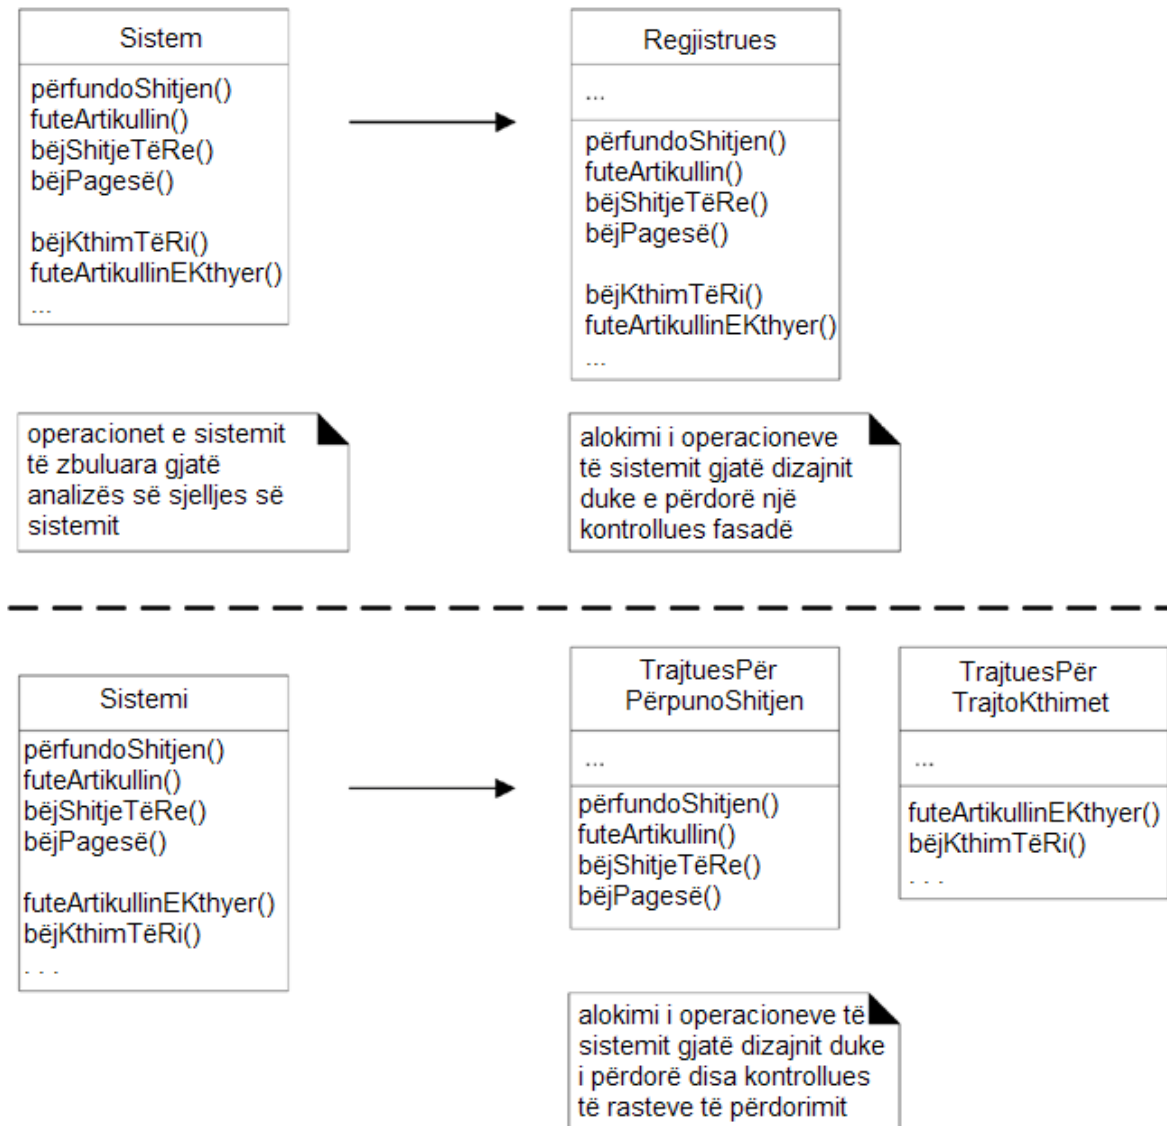 Sistem
përfundoShitjen()
futeArtikullin()
bëjShitjeTëRe()
bëjPagesë()
bëjKthimTëRi()
futeArtikullinEKthyer()
...
Regjistrues
...
përfundoShitjen()
futeArtikullin()
bëjShitjeTëRe()
bëjPagesë()
bëjKthimTëRi()
futeArtikullinEKthyer()
...
operacionet e sistemit
të zbuluara gjatë
analizës së sjelljes së
sistemit
alokimi i operacioneve
të sistemit gjatë dizajnit
duke e përdorë një
kontrollues fasadë
Sistemi
përfundoShitjen()
futeArtikullin()
bëjShitjeTëRe()
bëjPagesë()
futeArtikullinEKthyer()
bëjKthimTëRi()
. . .
TrajtuesPër
PërpunoShitjen
...
përfundoShitjen()
futeArtikullin()
bëjShitjeTëRe()
bëjPagesë()
TrajtuesPër
TrajtoKthimet
...
futeArtikullinEKthyer()
bëjKthimTëRi()
. . .
alokimi i operacioneve të
sistemit gjatë dizajnit duke
i përdorë disa kontrollues
të rasteve të përdorimit